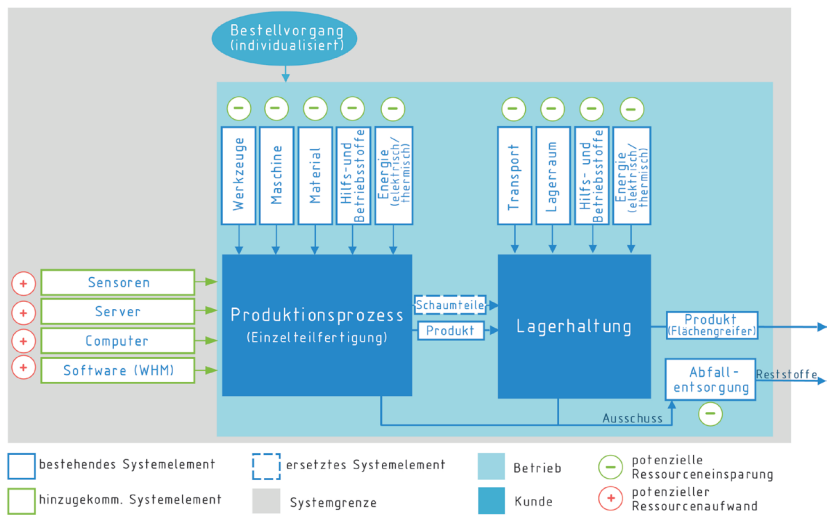 Bestellvorgang
(individualisiert)
Werkzeuge
Maschine
Material
Hilfs-und
Betriebsstoffe
Energie
(elektrisch/
thermisch)
Transport
Lagerraum
Hilfs- und
Betriebsstoffe
Energie
(elektrisch/
thermisch)
Sensoren
Server
Computer
Software (WHM)
Produktionsprozess
(Einzelteilfertigung)
Schaumteile
Produkt
Lagerhaltung
Produkt
(Flächengreifer)
Abfall-
entsorgung
Reststoffe
Ausschuss
bestehendes Systemelement
ersetztes Systemelement
Betrieb
potenzielle
Ressourceneinsparung
hinzugekomm. Systemelement
Systemgrenze
Kunde
potenzieller
Ressourcenaufwand